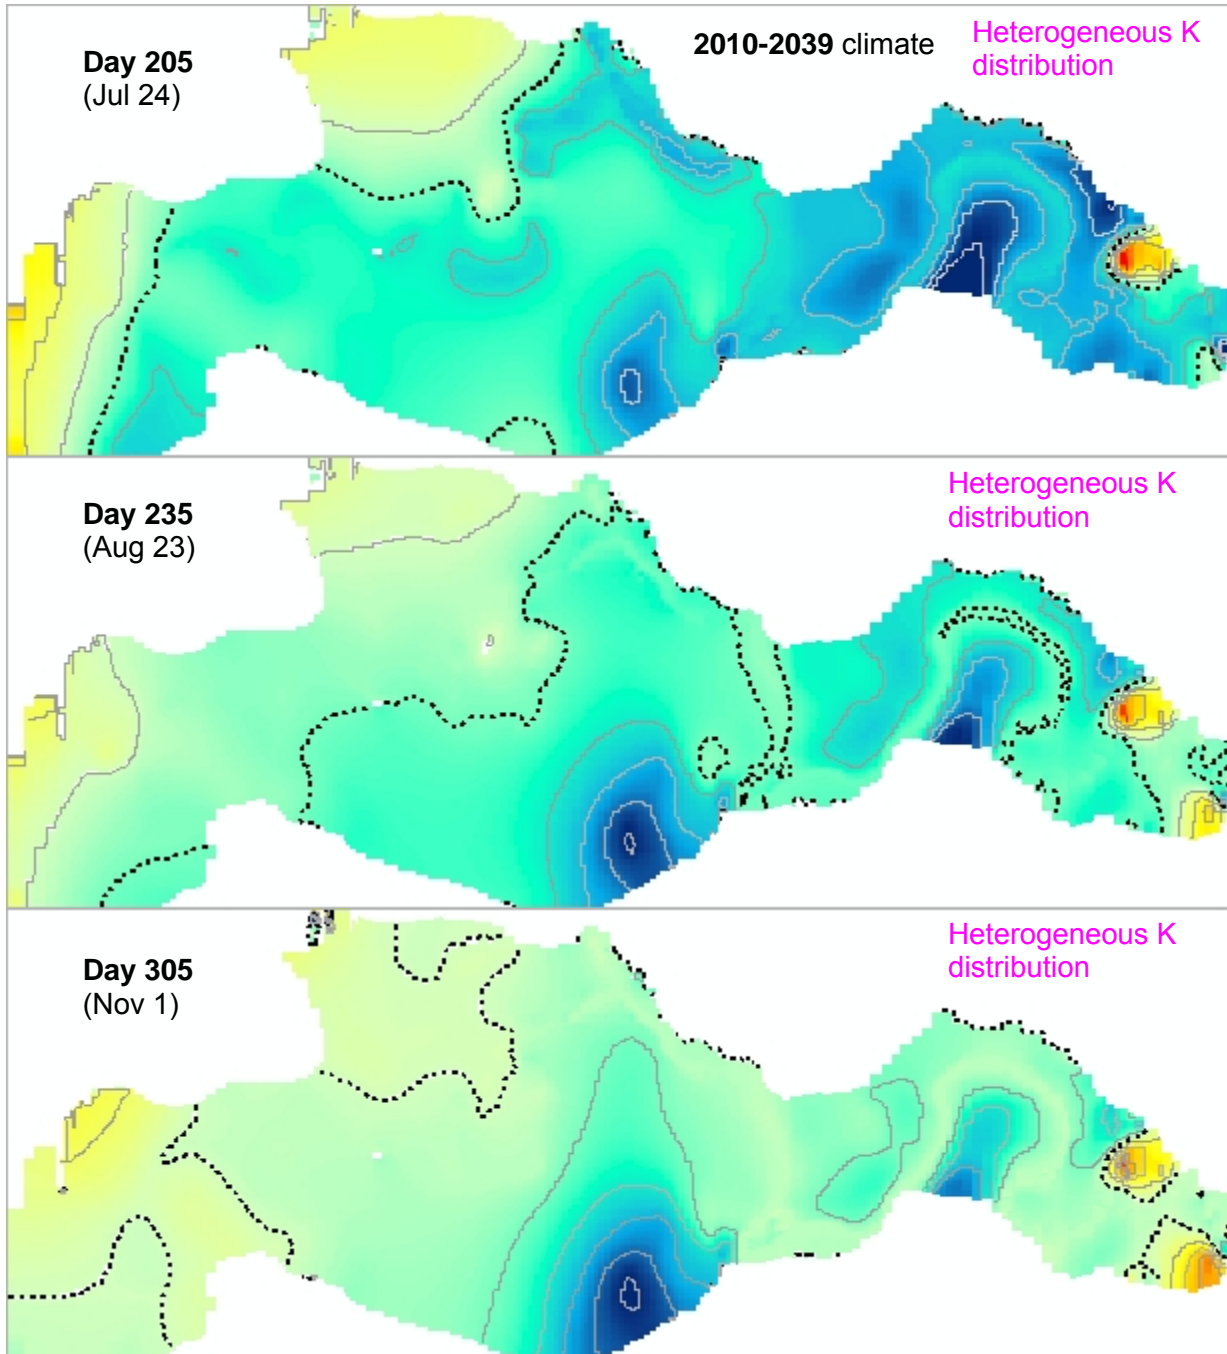 Day 205
(Jul 24)
2010-2039 climate
Heterogeneous K
distribution
Day 235
(Aug 23)
Heterogeneous K
distribution
Day 305
(Nov 1)
Heterogeneous K
distribution